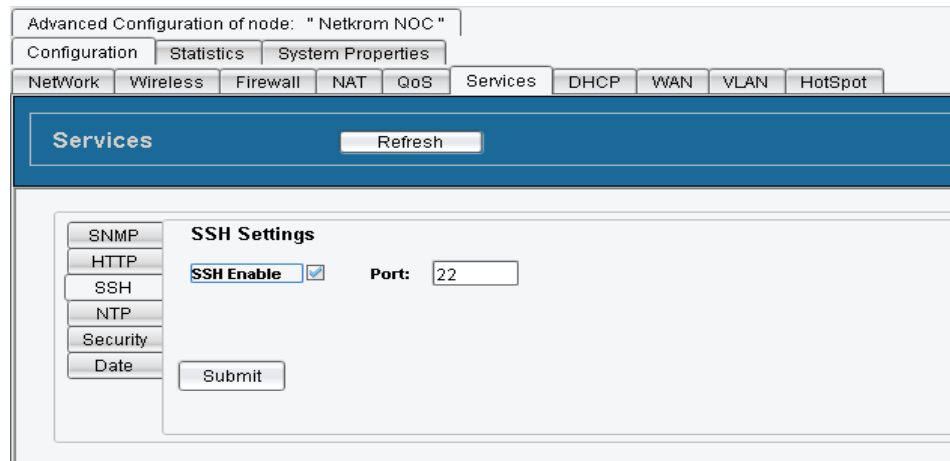 Advanced Configuration of node: " Netkrom NOC "
Configuration Statistics System Properties
NetWork Wireless Firewall NAT QoS Services DHCP WAN VLAN HotSpot
Services Refresh
SNMP SSH Settings
HTTP
SSH Enable Port: 22
SSH
NTP
Security
Date
Submit